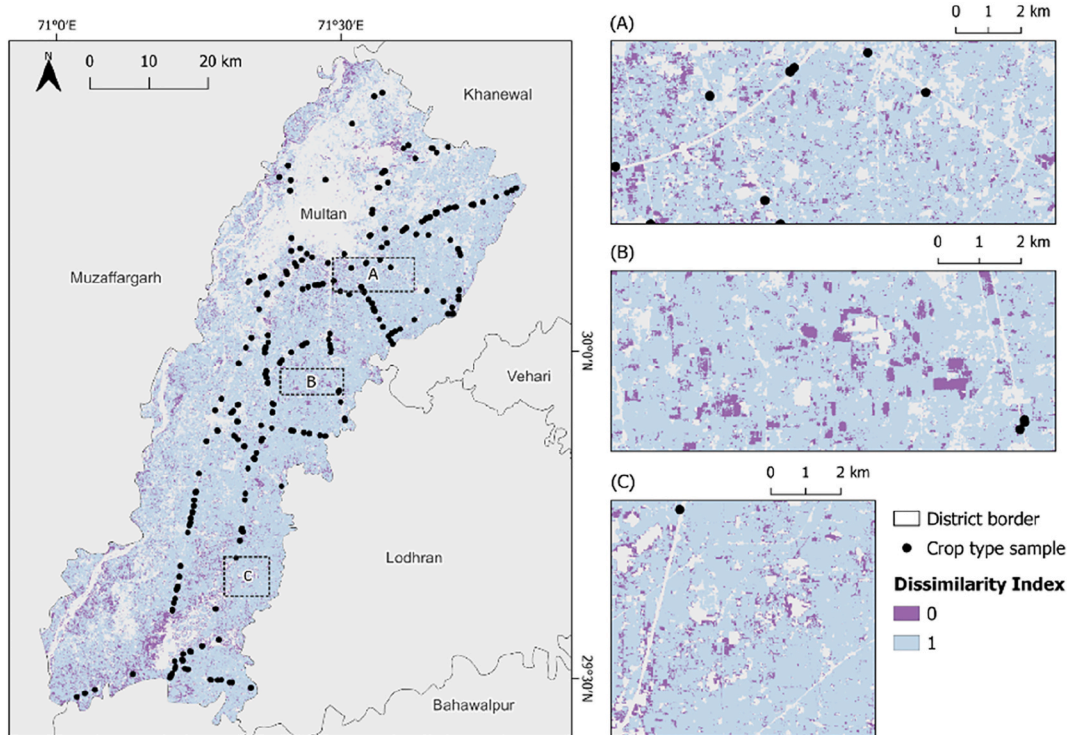 71°0'E
71°30'E
N
0 10 20 km
Khanewal
Multan
Muzaffargarh
A
30°0'N
Vehari
B
Lodhran
C
29°30'N
Bahawalpur
(A)
0 1 2 km
(B)
0 1 2 km
(C)
0 1 2 km
District border
Crop type sample
Dissimilarity Index
0
1